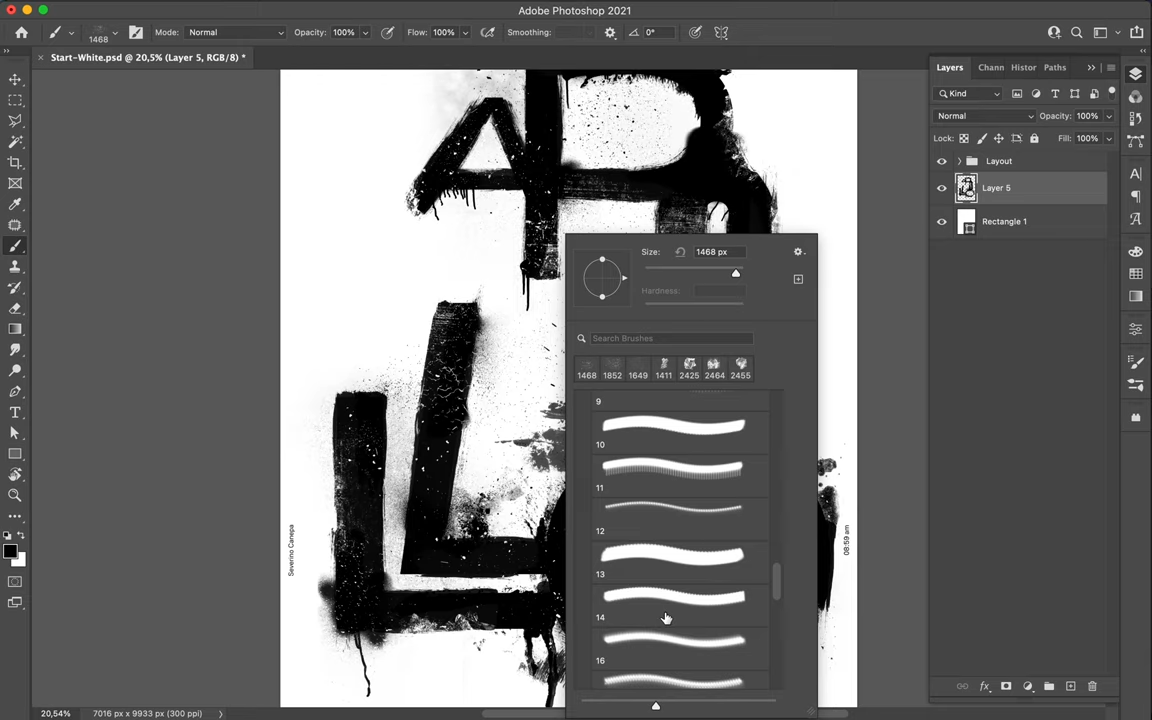 Adobe Photoshop 2021
1468
Mode: Normal Opacity: 100% Flow: 100% Smoothing: 0°
Start-White.psd @ 20,5% (Layer 5, RGB/8) *
Layers Chann Histor Paths
Kind
Normal Opacity: 100%
Lock: Fill: 100%
Layout
Layer 5
Rectangle 1
Size: 1468 px
Hardness:
Search Brushes
1468 1852 1649 1411 2425 2464 2455
9
10
11
12
13
14
16
Severino Canepa
08:59 am
20,54% 7016 px x 9933 px (300 ppi)